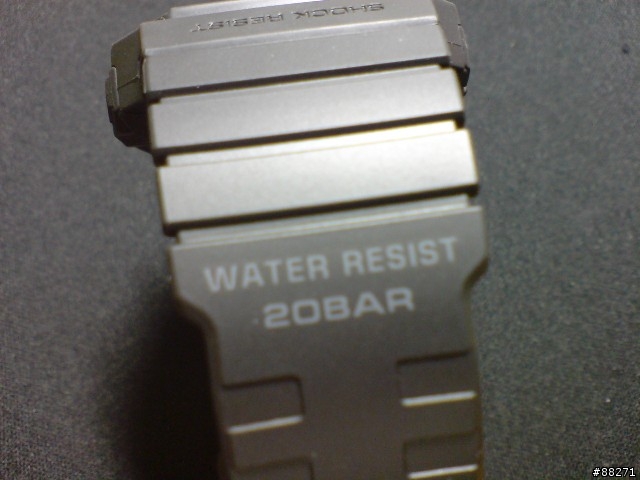 SHOCK RESIST
WATER RESIST
20BAR
#88271